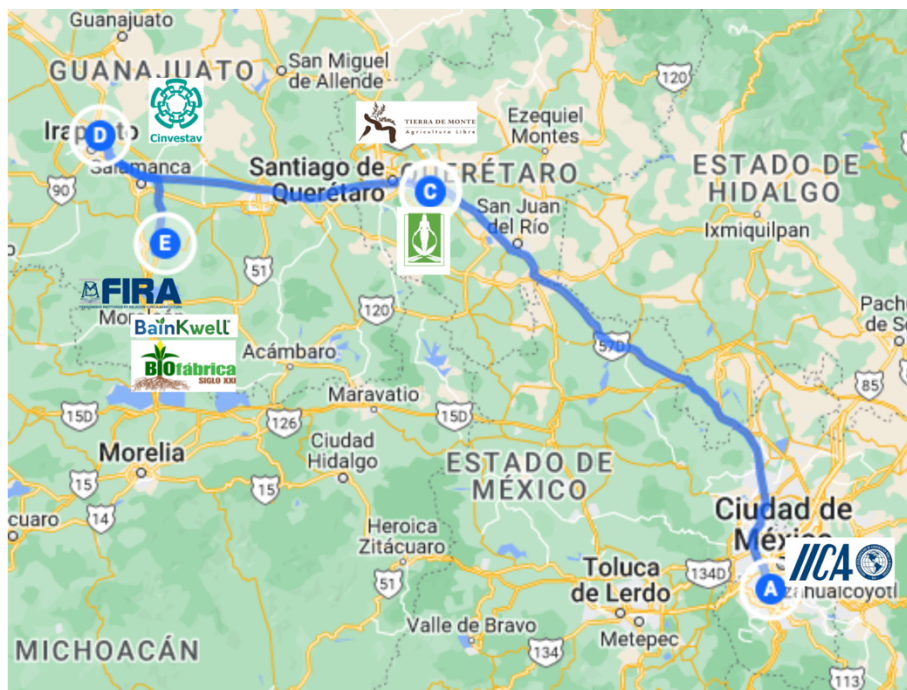 Guanajuato
GUANAJUATO
San Miguel
de Allende
120
Cinvestav
TIERRA DE MONTE
Agricultura Libre
Ezequiel
Montes
D
Salamanca
90
Santiago de
Querétaro
QUERÉTARO
C
ESTADO DE
HIDALGO
San Juan
del Río
Ixmiquilpan
E
51
FIRA
120
57D
BainKwell
BIOfábrica
SIGLO XXI
Acámbaro
85
Maravatio
15D
126
15D
Morelia
Ciudad
Hidalgo
15
15
ESTADO DE
MÉXICO
14
Ciudad de
México
Heroica
Zitácuaro
IICA
A
51
Toluca
de Lerdo
134D
Valle de Bravo
Metepec
134
MICHOACÁN
113